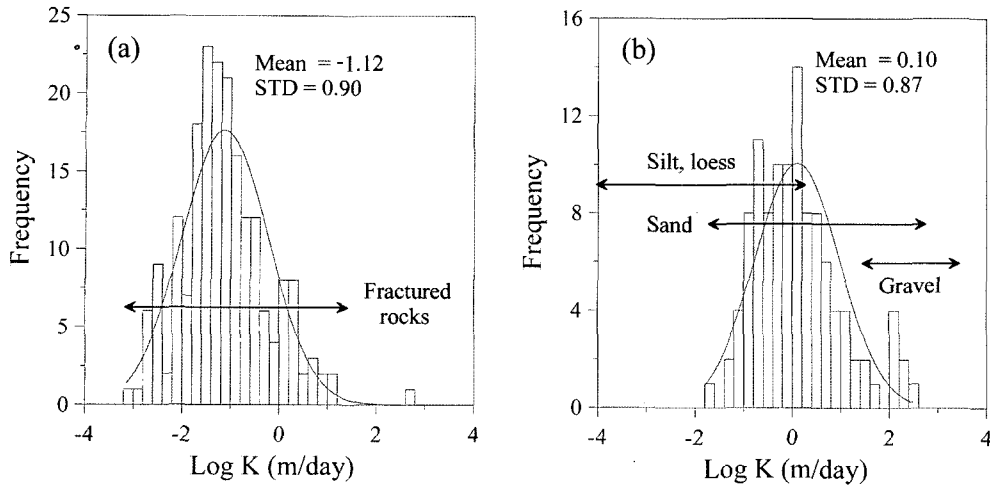 (a)
Mean = -1.12
STD = 0.90
Fractured
rocks
Frequency
25
20
15
10
5
0
-4
-2
0
2
4
Log K (m/day)
(b)
Mean = 0.10
STD = 0.87
Silt, loess
Sand
Gravel
Frequency
16
12
8
4
0
-4
-2
0
2
4
Log K (m/day)